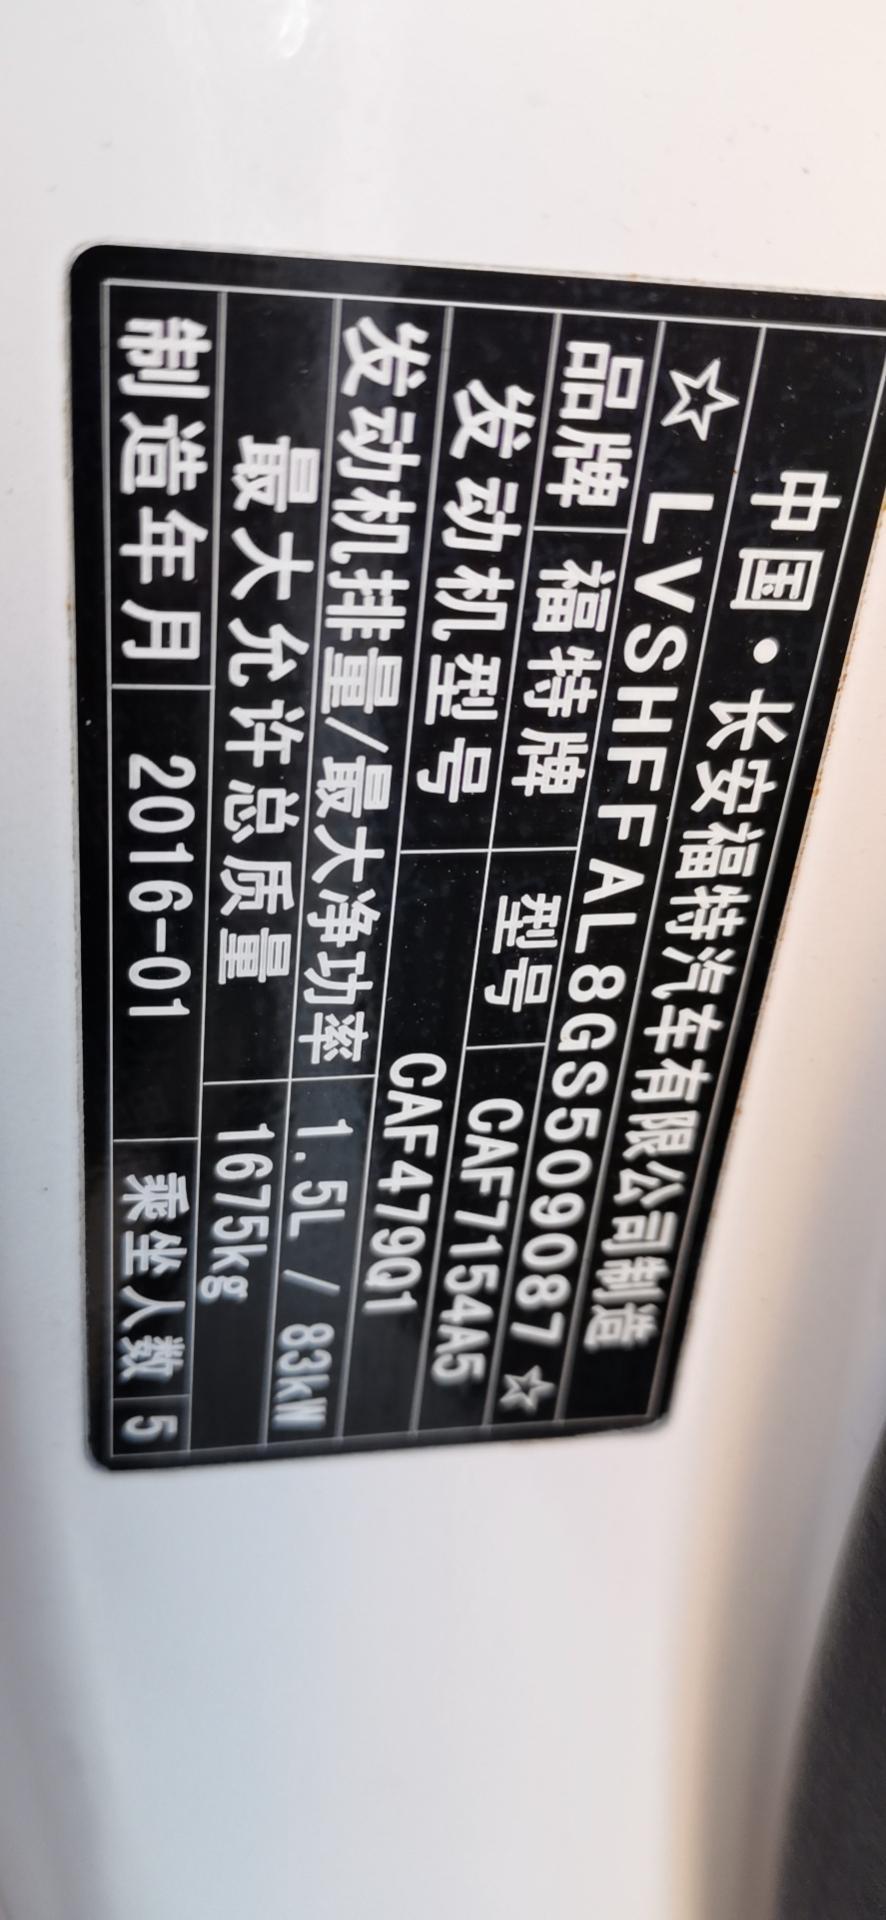 中国·长安福特汽车有限公司制造
☆ LVSHFFAL8GS509087 ☆
品牌 福特牌 型号 CAF7154A5
发动机型号 CAF479Q1
发动机排量/最大净功率 1.5L / 83kW
最大允许总质量 1675kg
制造年月 2016-01 乘坐人数 5